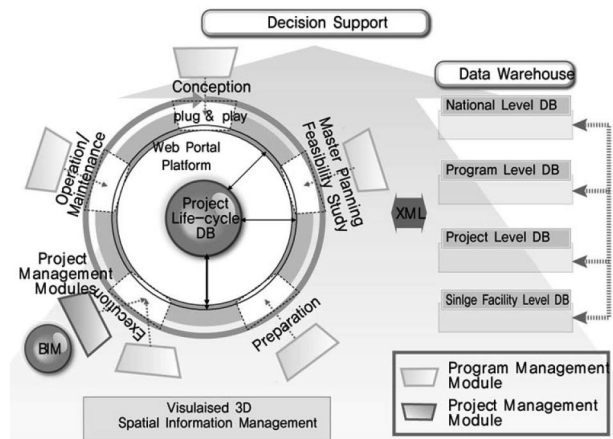 Decision Support
Conception
plug & play
Web Portal
Platform
Master Planning
Feasibility Study
Operation/
Maintenance
Project
Life-cycle
DB
Project
Management
Modules
Execution
Preparation
BIM
Visulaised 3D
Spatial Information Management
XML
Data Warehouse
National Level DB
Program Level DB
Project Level DB
Sinlge Facility Level DB
Program Management
Module
Project Management
Module